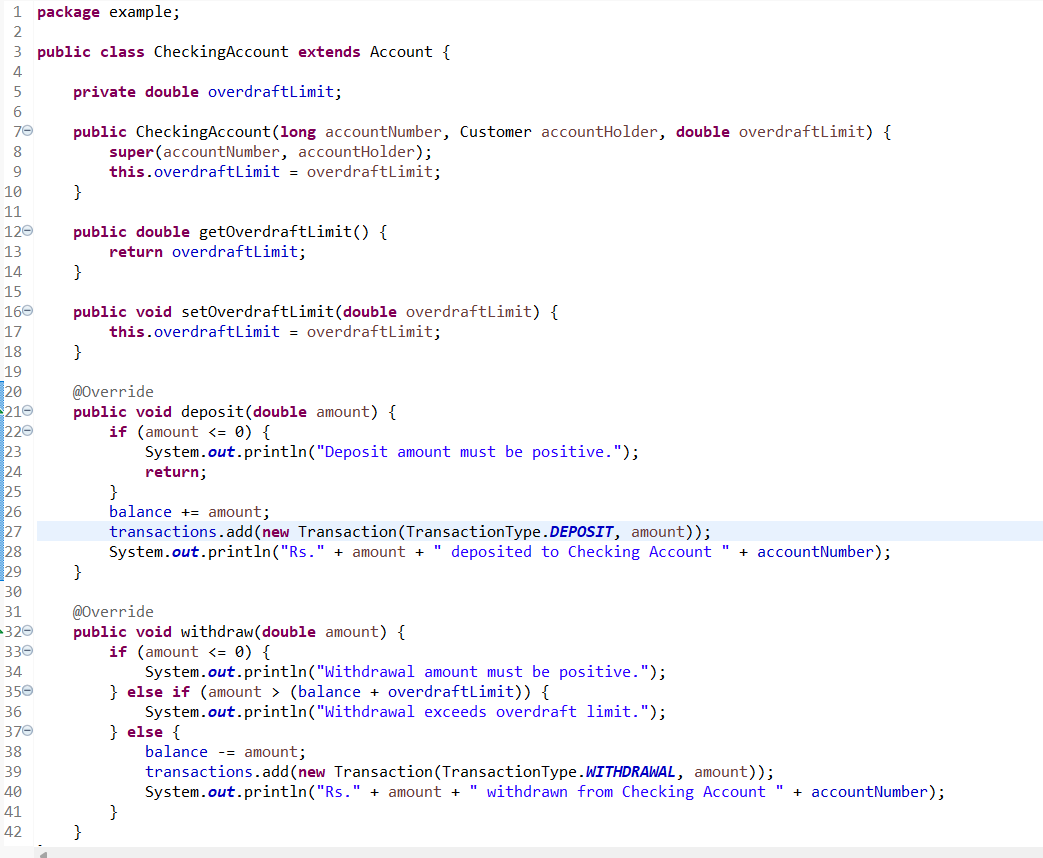 1 package example;
2
3 public class CheckingAccount extends Account {
4
5     private double overdraftLimit;
6
7     public CheckingAccount(long accountNumber, Customer accountHolder, double overdraftLimit) {
8         super(accountNumber, accountHolder);
9         this.overdraftLimit = overdraftLimit;
10     }
11
12     public double getOverdraftLimit() {
13         return overdraftLimit;
14     }
15
16     public void setOverdraftLimit(double overdraftLimit) {
17         this.overdraftLimit = overdraftLimit;
18     }
19
20     @Override
21     public void deposit(double amount) {
22         if (amount <= 0) {
23             System.out.println("Deposit amount must be positive.");
24             return;
25         }
26         balance += amount;
27         transactions.add(new Transaction(TransactionType.DEPOSIT, amount));
28         System.out.println("Rs." + amount + " deposited to Checking Account " + accountNumber);
29     }
30
31     @Override
32     public void withdraw(double amount) {
33         if (amount <= 0) {
34             System.out.println("Withdrawal amount must be positive.");
35         } else if (amount > (balance + overdraftLimit)) {
36             System.out.println("Withdrawal exceeds overdraft limit.");
37         } else {
38             balance -= amount;
39             transactions.add(new Transaction(TransactionType.WITHDRAWAL, amount));
40             System.out.println("Rs." + amount + " withdrawn from Checking Account " + accountNumber);
41         }
42     }